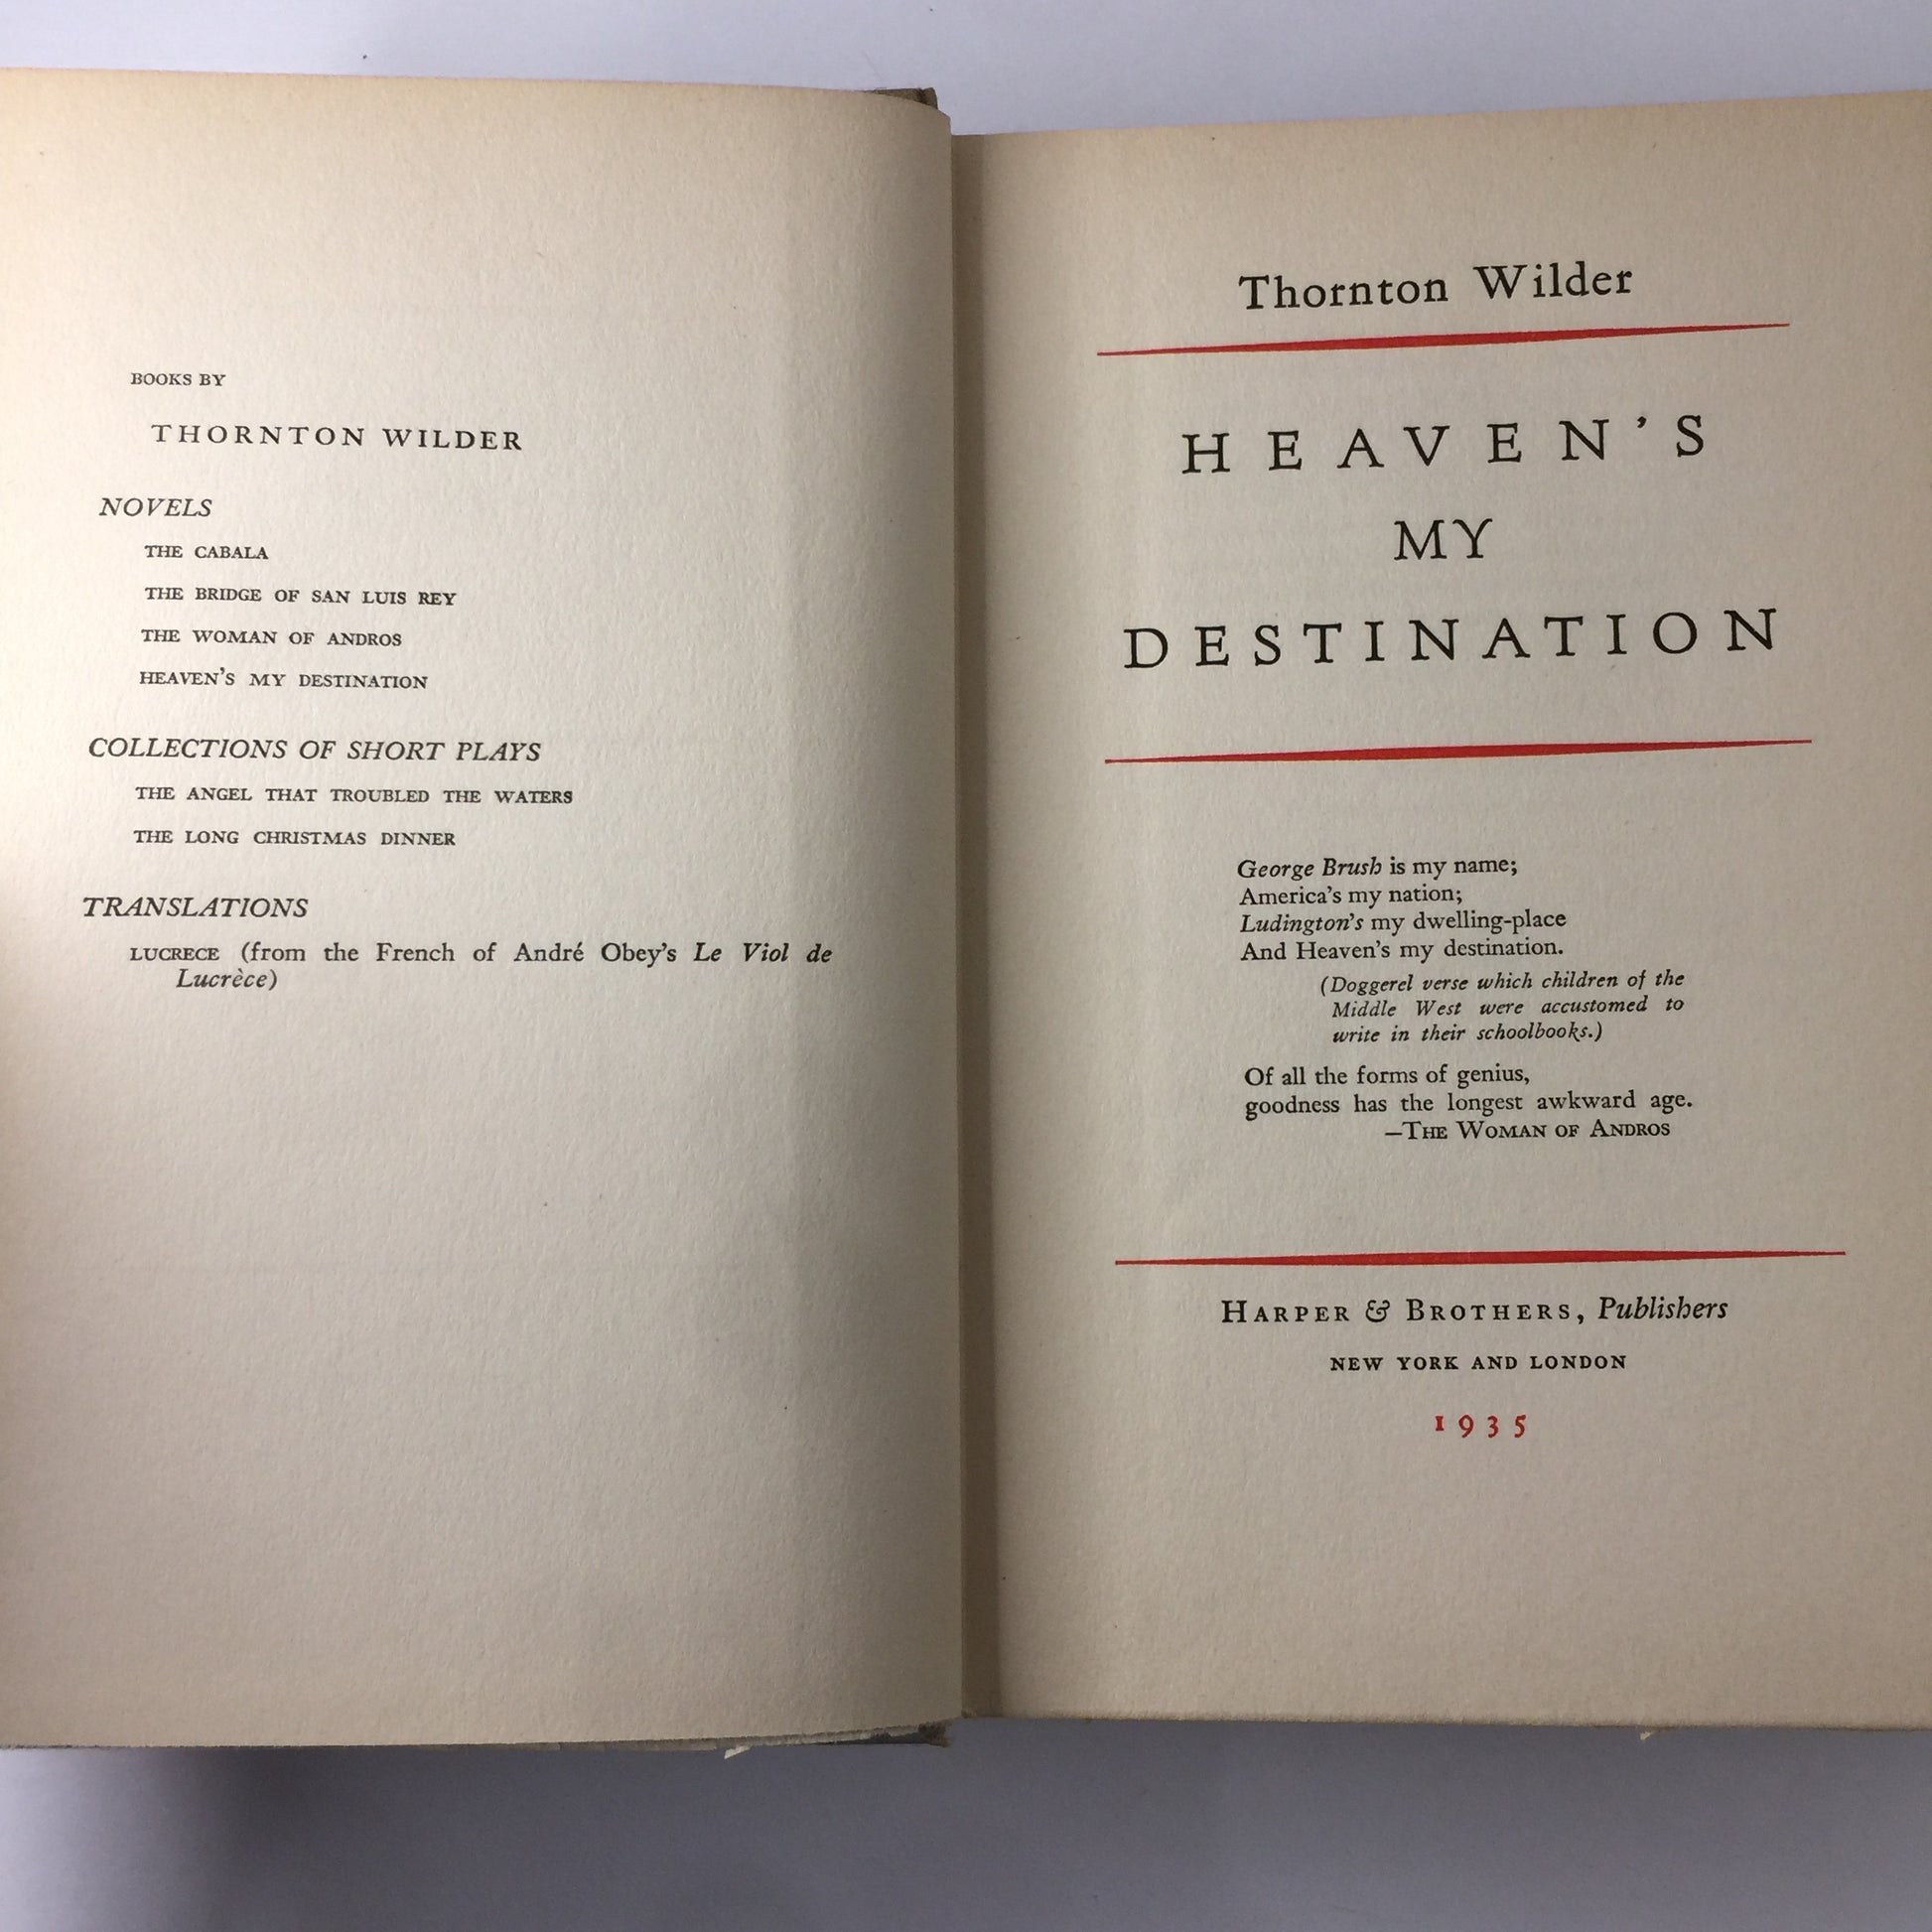 BOOKS BY
THORNTON WILDER
NOVELS
THE CABALA
THE BRIDGE OF SAN LUIS REY
THE WOMAN OF ANDROS
HEAVEN'S MY DESTINATION
COLLECTIONS OF SHORT PLAYS
THE ANGEL THAT TROUBLED THE WATERS
THE LONG CHRISTMAS DINNER
TRANSLATIONS
LUCRECE (from the French of André Obey's Le Viol de
Lucrèce)
Thornton Wilder
HEAVEN'S
MY
DESTINATION
George Brush is my name;
America's my nation;
Ludington's my dwelling-place
And Heaven's my destination.
(Doggerel verse which children of the
Middle West were accustomed to
write in their schoolbooks.)
Of all the forms of genius,
goodness has the longest awkward age.
—THE WOMAN OF ANDROS
HARPER & BROTHERS, Publishers
NEW YORK AND LONDON
1935